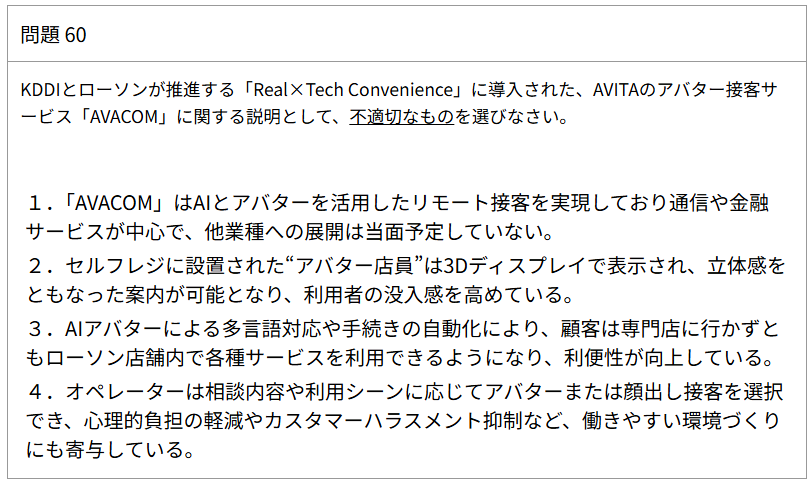 問題 60
KDDIとローソンが推進する「Real×Tech Convenience」に導入された、AVITAのアバター接客サ
ービス「AVACOM」に関する説明として、不適切なものを選びなさい。
１．「AVACOM」はAIとアバターを活用したリモート接客を実現しており通信や金融
サービスが中心で、他業種への展開は当面予定していない。
２．セルフレジに設置された“アバター店員”は3Dディスプレイで表示され、立体感を
ともなった案内が可能となり、利用者の没入感を高めている。
３．AIアバターによる多言語対応や手続きの自動化により、顧客は専門店に行かずと
もローソン店舗内で各種サービスを利用できるようになり、利便性が向上している。
４．オペレーターは相談内容や利用シーンに応じてアバターまたは顔出し接客を選択
でき、心理的負担の軽減やカスタマーハラスメント抑制など、働きやすい環境づくり
にも寄与している。